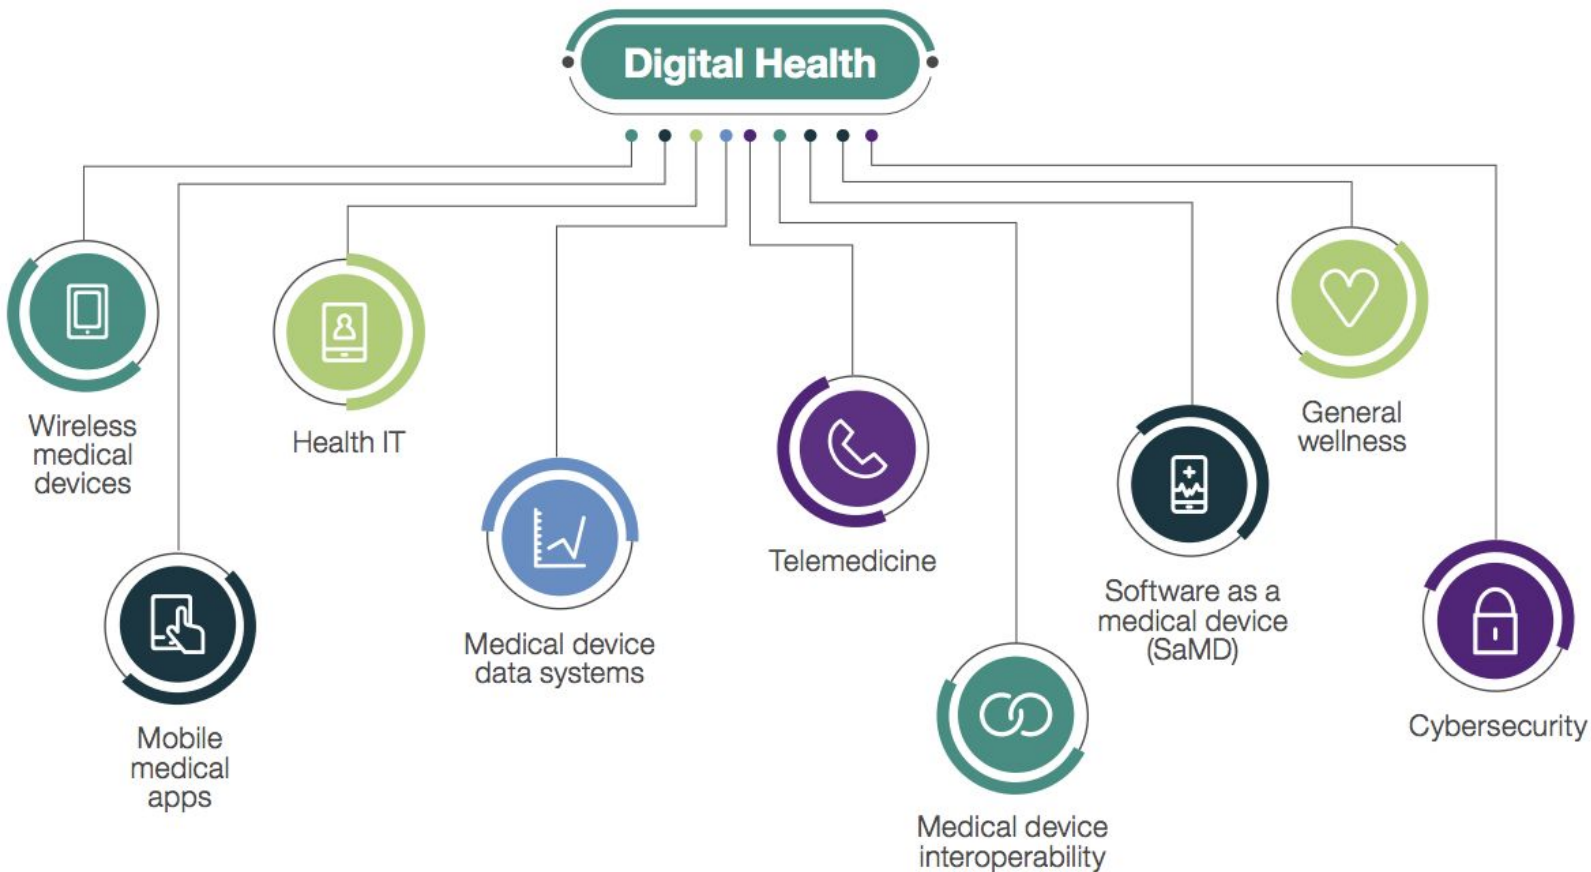 Digital Health
Wireless
medical
devices
Mobile
medical
apps
Health IT
Medical device
data systems
Telemedicine
Medical device
interoperability
Software as a
medical device
(SaMD)
General
wellness
Cybersecurity